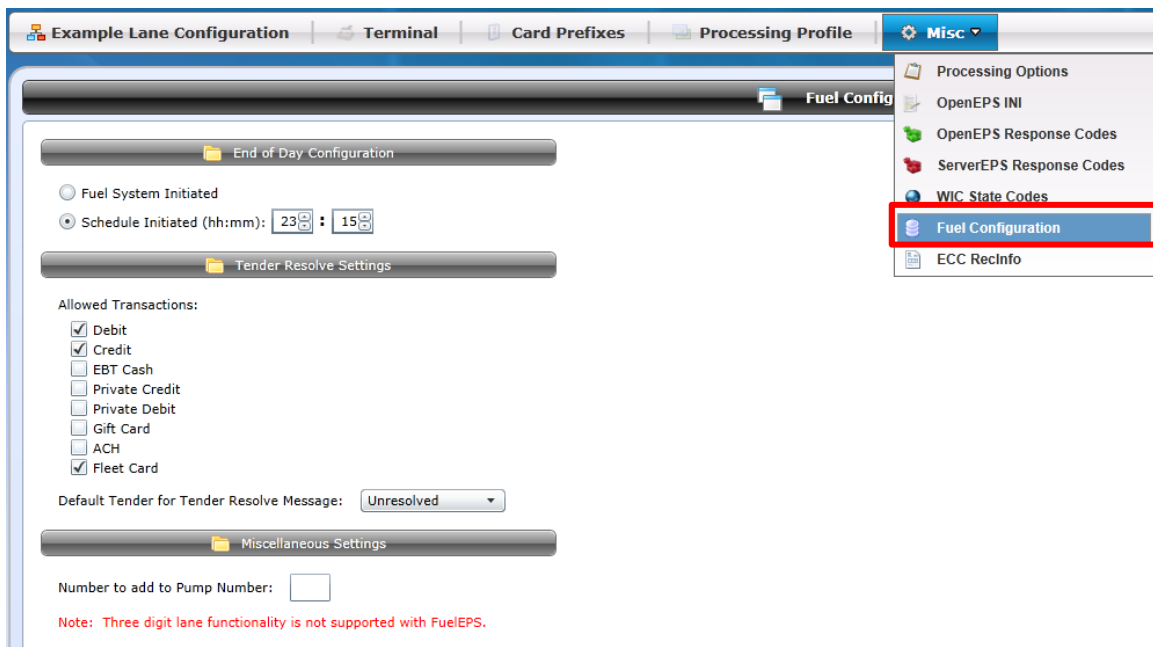 Example Lane Configuration Terminal Card Prefixes Processing Profile Misc
Processing Options
OpenEPS INI
OpenEPS Response Codes
ServerEPS Response Codes
WIC State Codes
Fuel Configuration
ECC RecInfo
Fuel Config
End of Day Configuration
Fuel System Initiated
Schedule Initiated (hh:mm): 23 : 15
Tender Resolve Settings
Allowed Transactions:
Debit
Credit
EBT Cash
Private Credit
Private Debit
Gift Card
ACH
Fleet Card
Default Tender for Tender Resolve Message: Unresolved
Miscellaneous Settings
Number to add to Pump Number:
Note: Three digit lane functionality is not supported with FuelEPS.